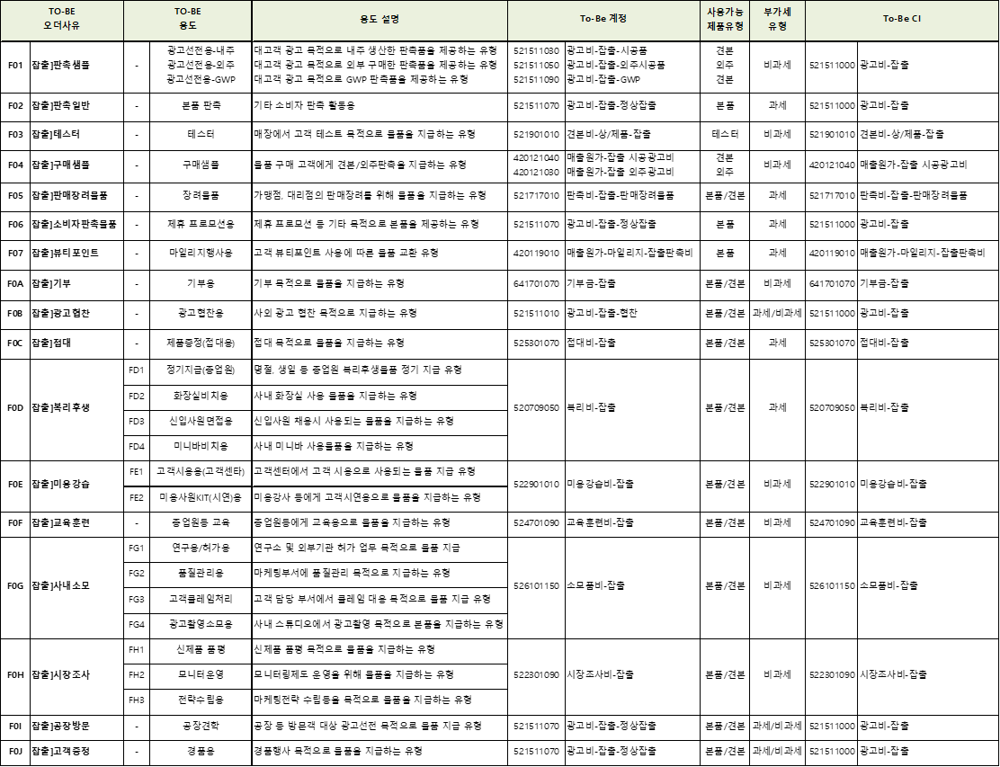 TO-BE
오더사유
TO-BE
용도
용도 설명
To-Be 계정
사용가능
제품유형
부가세
유형
To-Be CI
F01 잡출]판촉샘플 -
광고선전용-내주 대고객 광고 목적으로 내주 생산한 판촉품을 제공하는 유형 521511080 광고비-잡출-시공품 견본
광고선전용-외주 대고객 광고 목적으로 외부 구매한 판촉품을 제공하는 유형 521511050 광고비-잡출-외주시공품 외주 비과세 521511000 광고비-잡출
광고선전용-GWP 대고객 광고 목적으로 GWP 판촉품을 제공하는 유형 521511090 광고비-잡출-GWP 견본
F02 잡출]판촉일반 - 본품 판촉 기타 소비자 판촉 활동용 521511070 광고비-잡출-정상잡출 본품 과세 521511000 광고비-잡출
F03 잡출]테스터 - 테스터 매장에서 고객 테스트 목적으로 물품을 지급하는 유형 521901010 견본비-상/제품-잡출 테스터 비과세 521901010 견본비-상/제품-잡출
F04 잡출]구매샘플 - 구매샘플 물품 구매 고객에게 견본/외주판촉을 지급하는 유형
420121040 매출원가-잡출 시공광고비 견본
420121030 매출원가-잡출 외주광고비 외주
비과세 420121040 매출원가-잡출 시공광고비
F05 잡출]판매장려물품 - 장려물품 가맹점, 대리점의 판매장려를 위해 물품을 지급하는 유형 521717010 판촉비-잡출-판매장려물품 본품/견본 과세 521717010 판촉비-잡출-판매장려물품
F06 잡출]소비자판촉물품 - 제휴 프로모션용 제휴 프로모션 등 기타 목적으로 본품을 제공하는 유형 521511070 광고비-잡출-정상잡출 본품 과세 521511000 광고비-잡출
F07 잡출]뷰티포인트 - 마일리지행사용 고객 뷰티포인트 사용에 따른 물품 교환 유형 420119010 매출원가-마일리지-잡출판촉비 본품 비과세 420119010 매출원가-마일리지-잡출판촉비
F0A 잡출]기부 - 기부용 기부 목적으로 물품을 지급하는 유형 641701070 기부금-잡출 본품/견본 비과세 641701070 기부금-잡출
F0B 잡출]광고협찬 - 광고협찬용 사외 광고 협찬 목적으로 지급하는 유형 521511010 광고비-잡출-협찬 본품/견본 과세/비과세 521511000 광고비-잡출
F0C 잡출]접대 - 제품증정(접대용) 접대 목적으로 물품을 지급하는 유형 525301070 접대비-잡출 본품/견본 과세 525301070 접대비-잡출
F0D 잡출]복리후생
FD1 정기지급(종업원) 명절, 생일 등 종업원 복리후생물품 정기 지급 유형
FD2 화장실비치용 사내 화장실 사용 물품을 지급하는 유형
FD3 신입사원면접용 신입사원 채용시 사용되는 물품을 지급하는 유형
FD4 미니바비치용 사내 미니바 사용물품을 지급하는 유형
520709050 복리비-잡출 본품/견본 과세 520709050 복리비-잡출
F0E 잡출]미용강습
FE1 고객시용용(고객센타) 고객센터에서 고객 시용으로 사용되는 물품 지급 유형
FE2 미용사원KIT(시연)용 미용강사 등에게 고객시연용으로 물품을 지급하는 유형
522901010 미용강습비-잡출 본품/견본 비과세 522901010 미용강습비-잡출
F0F 잡출]교육훈련 - 종업원등 교육 종업원등에게 교육용으로 물품을 지급하는 유형 524701090 교육훈련비-잡출 본품/견본 비과세 524701090 교육훈련비-잡출
F0G 잡출]사내소모
FG1 연구용/허가용 연구소 및 외부기관 허가 업무 목적으로 물품 지급
FG2 품질관리용 마케팅부서에 품질관리 목적으로 지급하는 유형
FG3 고객클레임처리 고객 담당 부서에서 클레임 대응 목적으로 물품 지급 유형
FG4 광고촬영소모용 사내 스튜디오에서 광고촬영 목적으로 본품을 지급하는 유형
526101150 소모품비-잡출 본품/견본 비과세 526101150 소모품비-잡출
F0H 잡출]시장조사
FH1 신제품 품평 신제품 품평 목적으로 물품을 지급하는 유형
FH2 모니터운영 모니터링제도 운영을 위해 물품을 지급하는 유형
FH3 전략수립용 마케팅전략 수립등을 목적으로 물품을 지급하는 유형
522301090 시장조사비-잡출 본품/견본 비과세 522301090 시장조사비-잡출
F0I 잡출]공장방문 - 공장견학 공장 등 방문객 대상 광고선전 목적으로 물품 지급 유형 521511070 광고비-잡출-정상잡출 본품/견본 과세/비과세 521511000 광고비-잡출
F0J 잡출]고객증정 - 경품용 경품행사 목적으로 물품을 지급하는 유형 521511070 광고비-잡출-정상잡출 본품/견본 과세/비과세 521511000 광고비-잡출